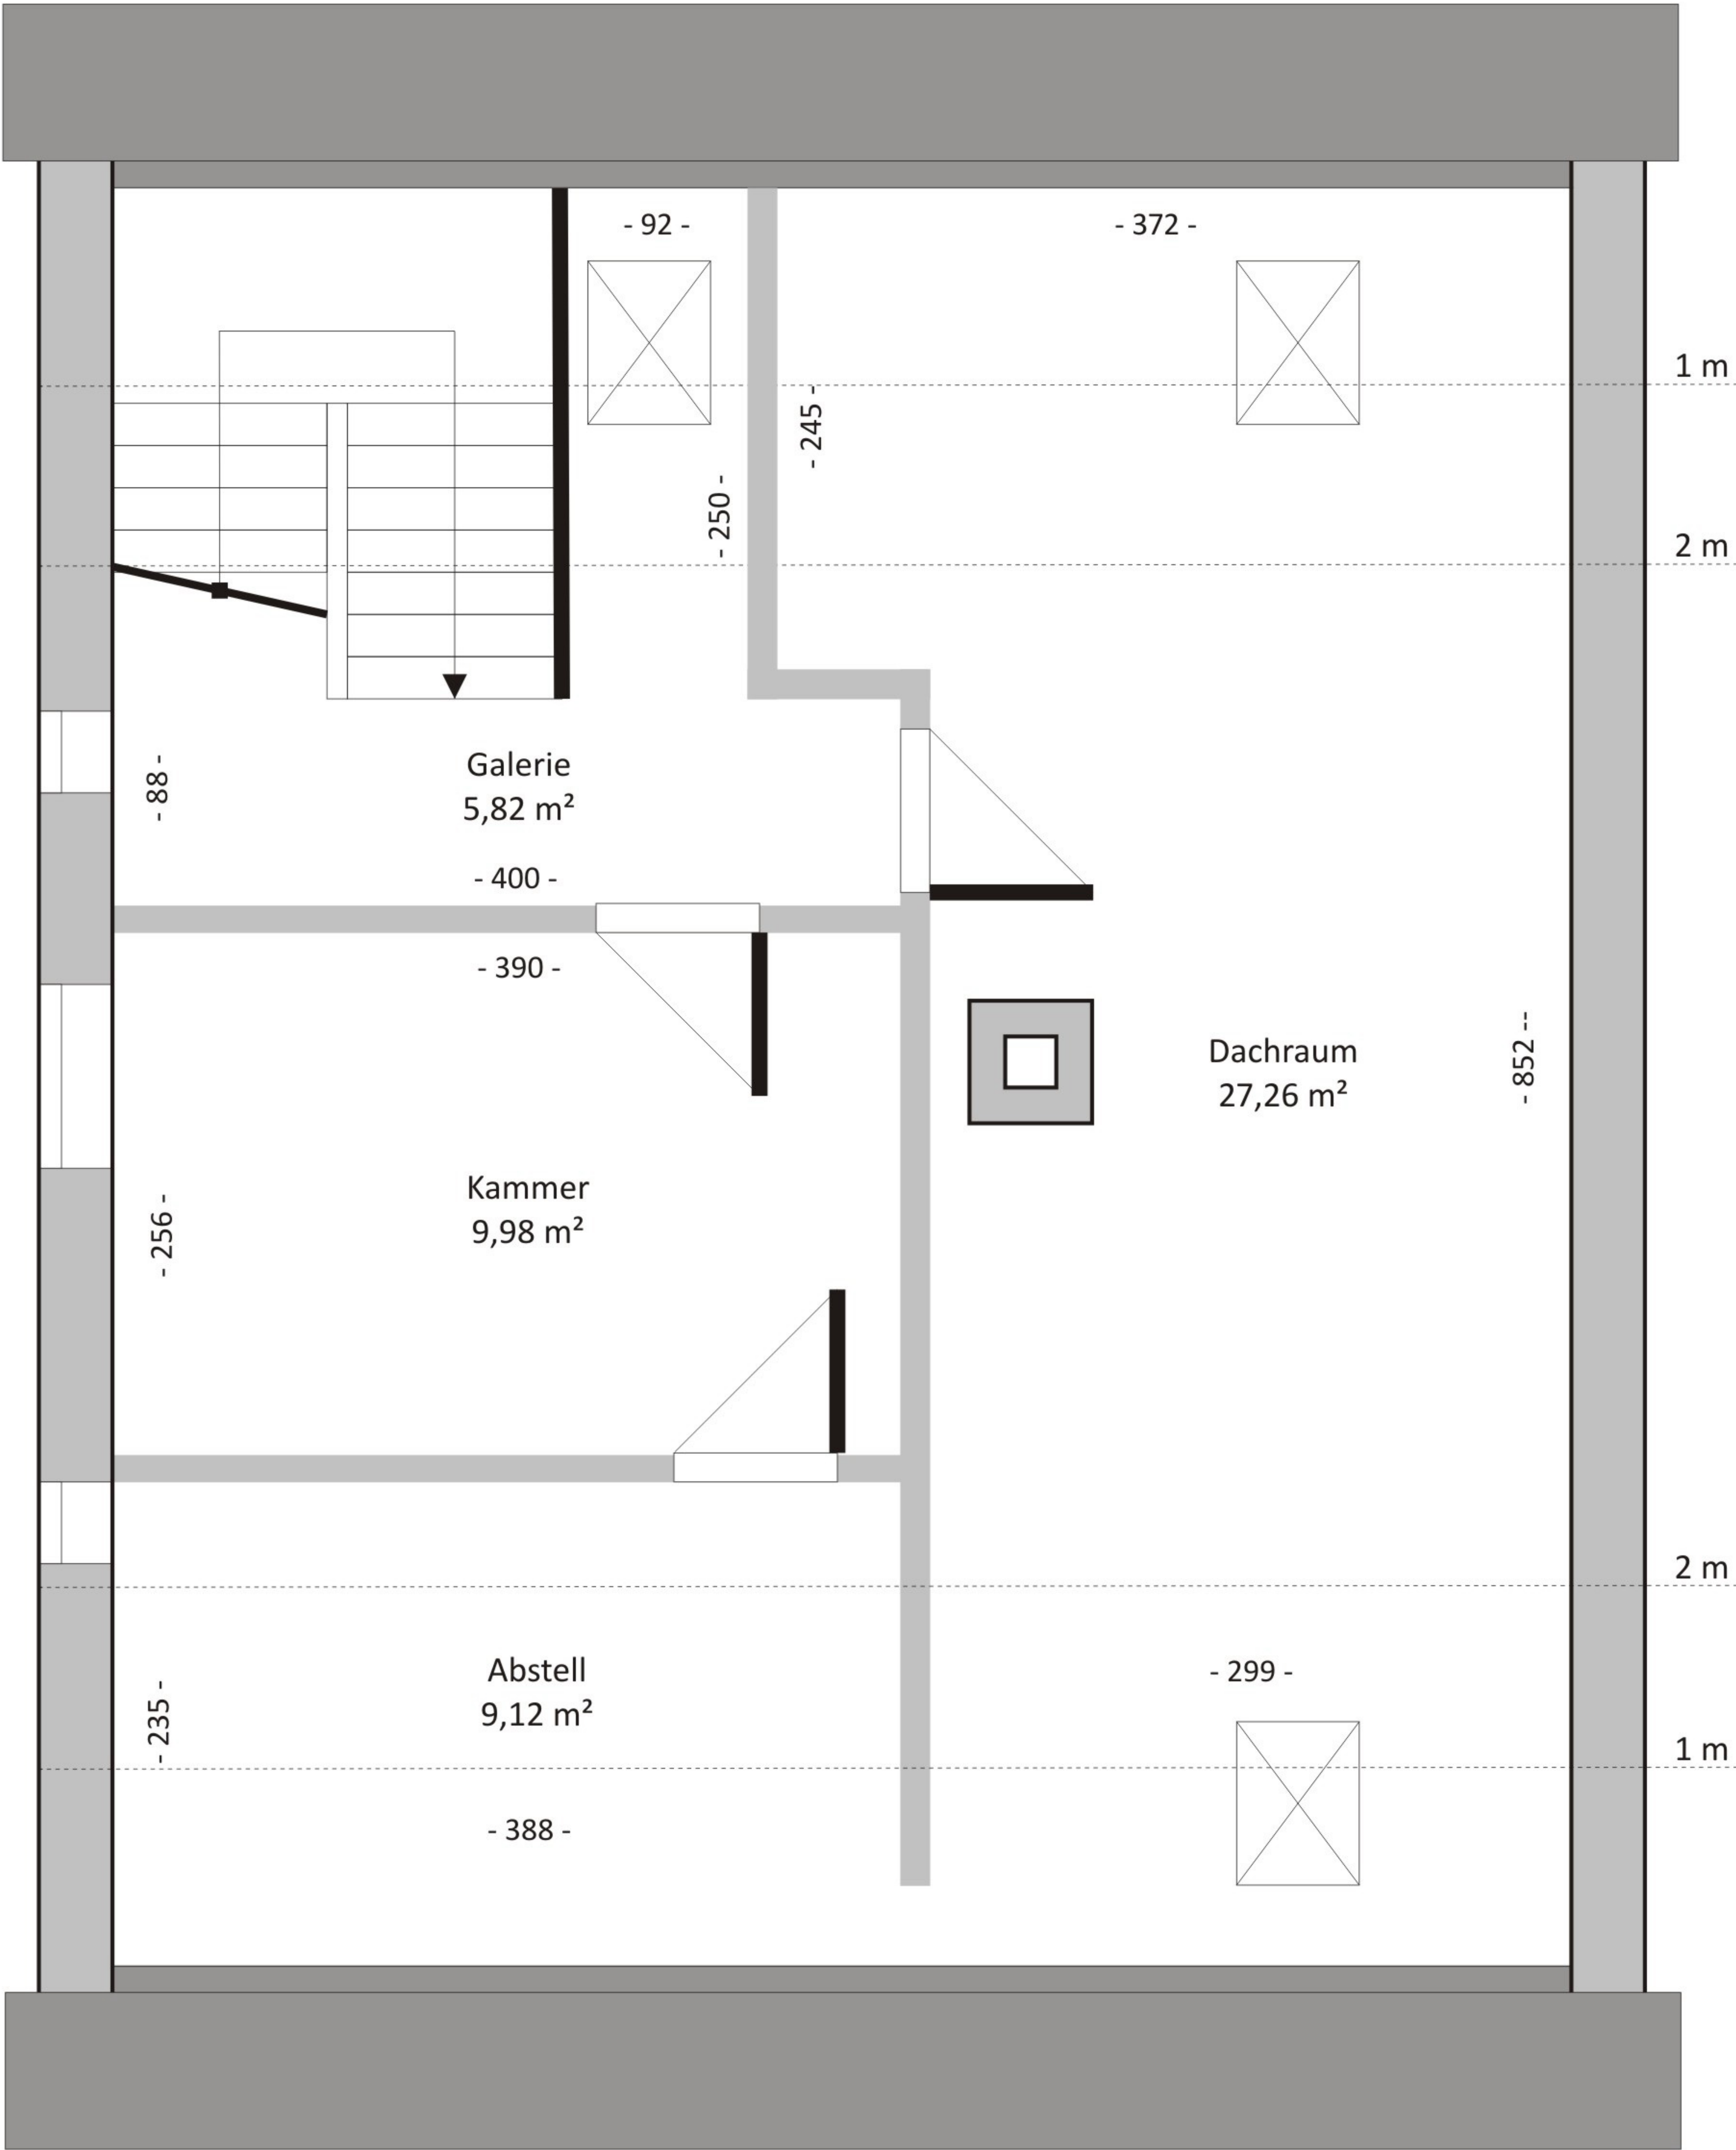 - 92 -
- 372 -
1 m
- 245 -
- 250 -
2 m
Galerie
5,82 m²
- 88 -
- 400 -
- 390 -
Dachraum
27,26 m²
- 852 --
Kammer
9,98 m²
- 256 -
2 m
Abstell
9,12 m²
- 299 -
- 235 -
1 m
- 388 -